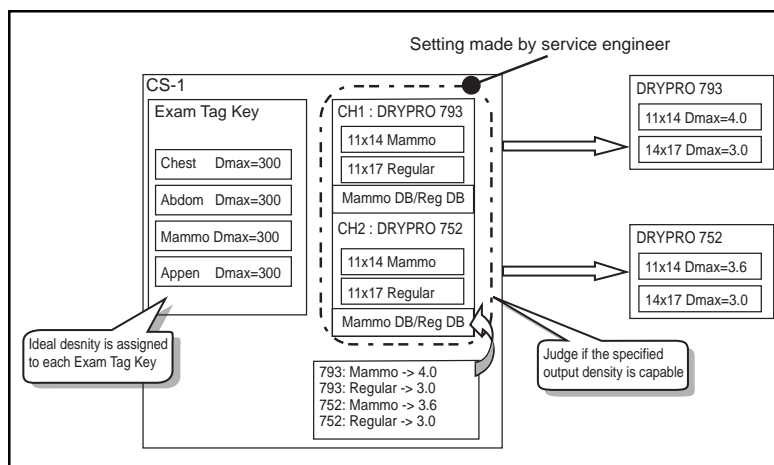 Setting made by service engineer
CS-1
Exam Tag Key
Chest Dmax=300
Abdom Dmax=300
Mammo Dmax=300
Appen Dmax=300
Ideal desnity is assigned
to each Exam Tag Key
CH1 : DRYPRO 793
11x14 Mammo
11x17 Regular
Mammo DB/Reg DB
CH2 : DRYPRO 752
11x14 Mammo
11x17 Regular
Mammo DB/Reg DB
793: Mammo -> 4.0
793: Regular -> 3.0
752: Mammo -> 3.6
752: Regular -> 3.0
Judge if the specified
output density is capable
DRYPRO 793
11x14 Dmax=4.0
14x17 Dmax=3.0
DRYPRO 752
11x14 Dmax=3.6
14x17 Dmax=3.0